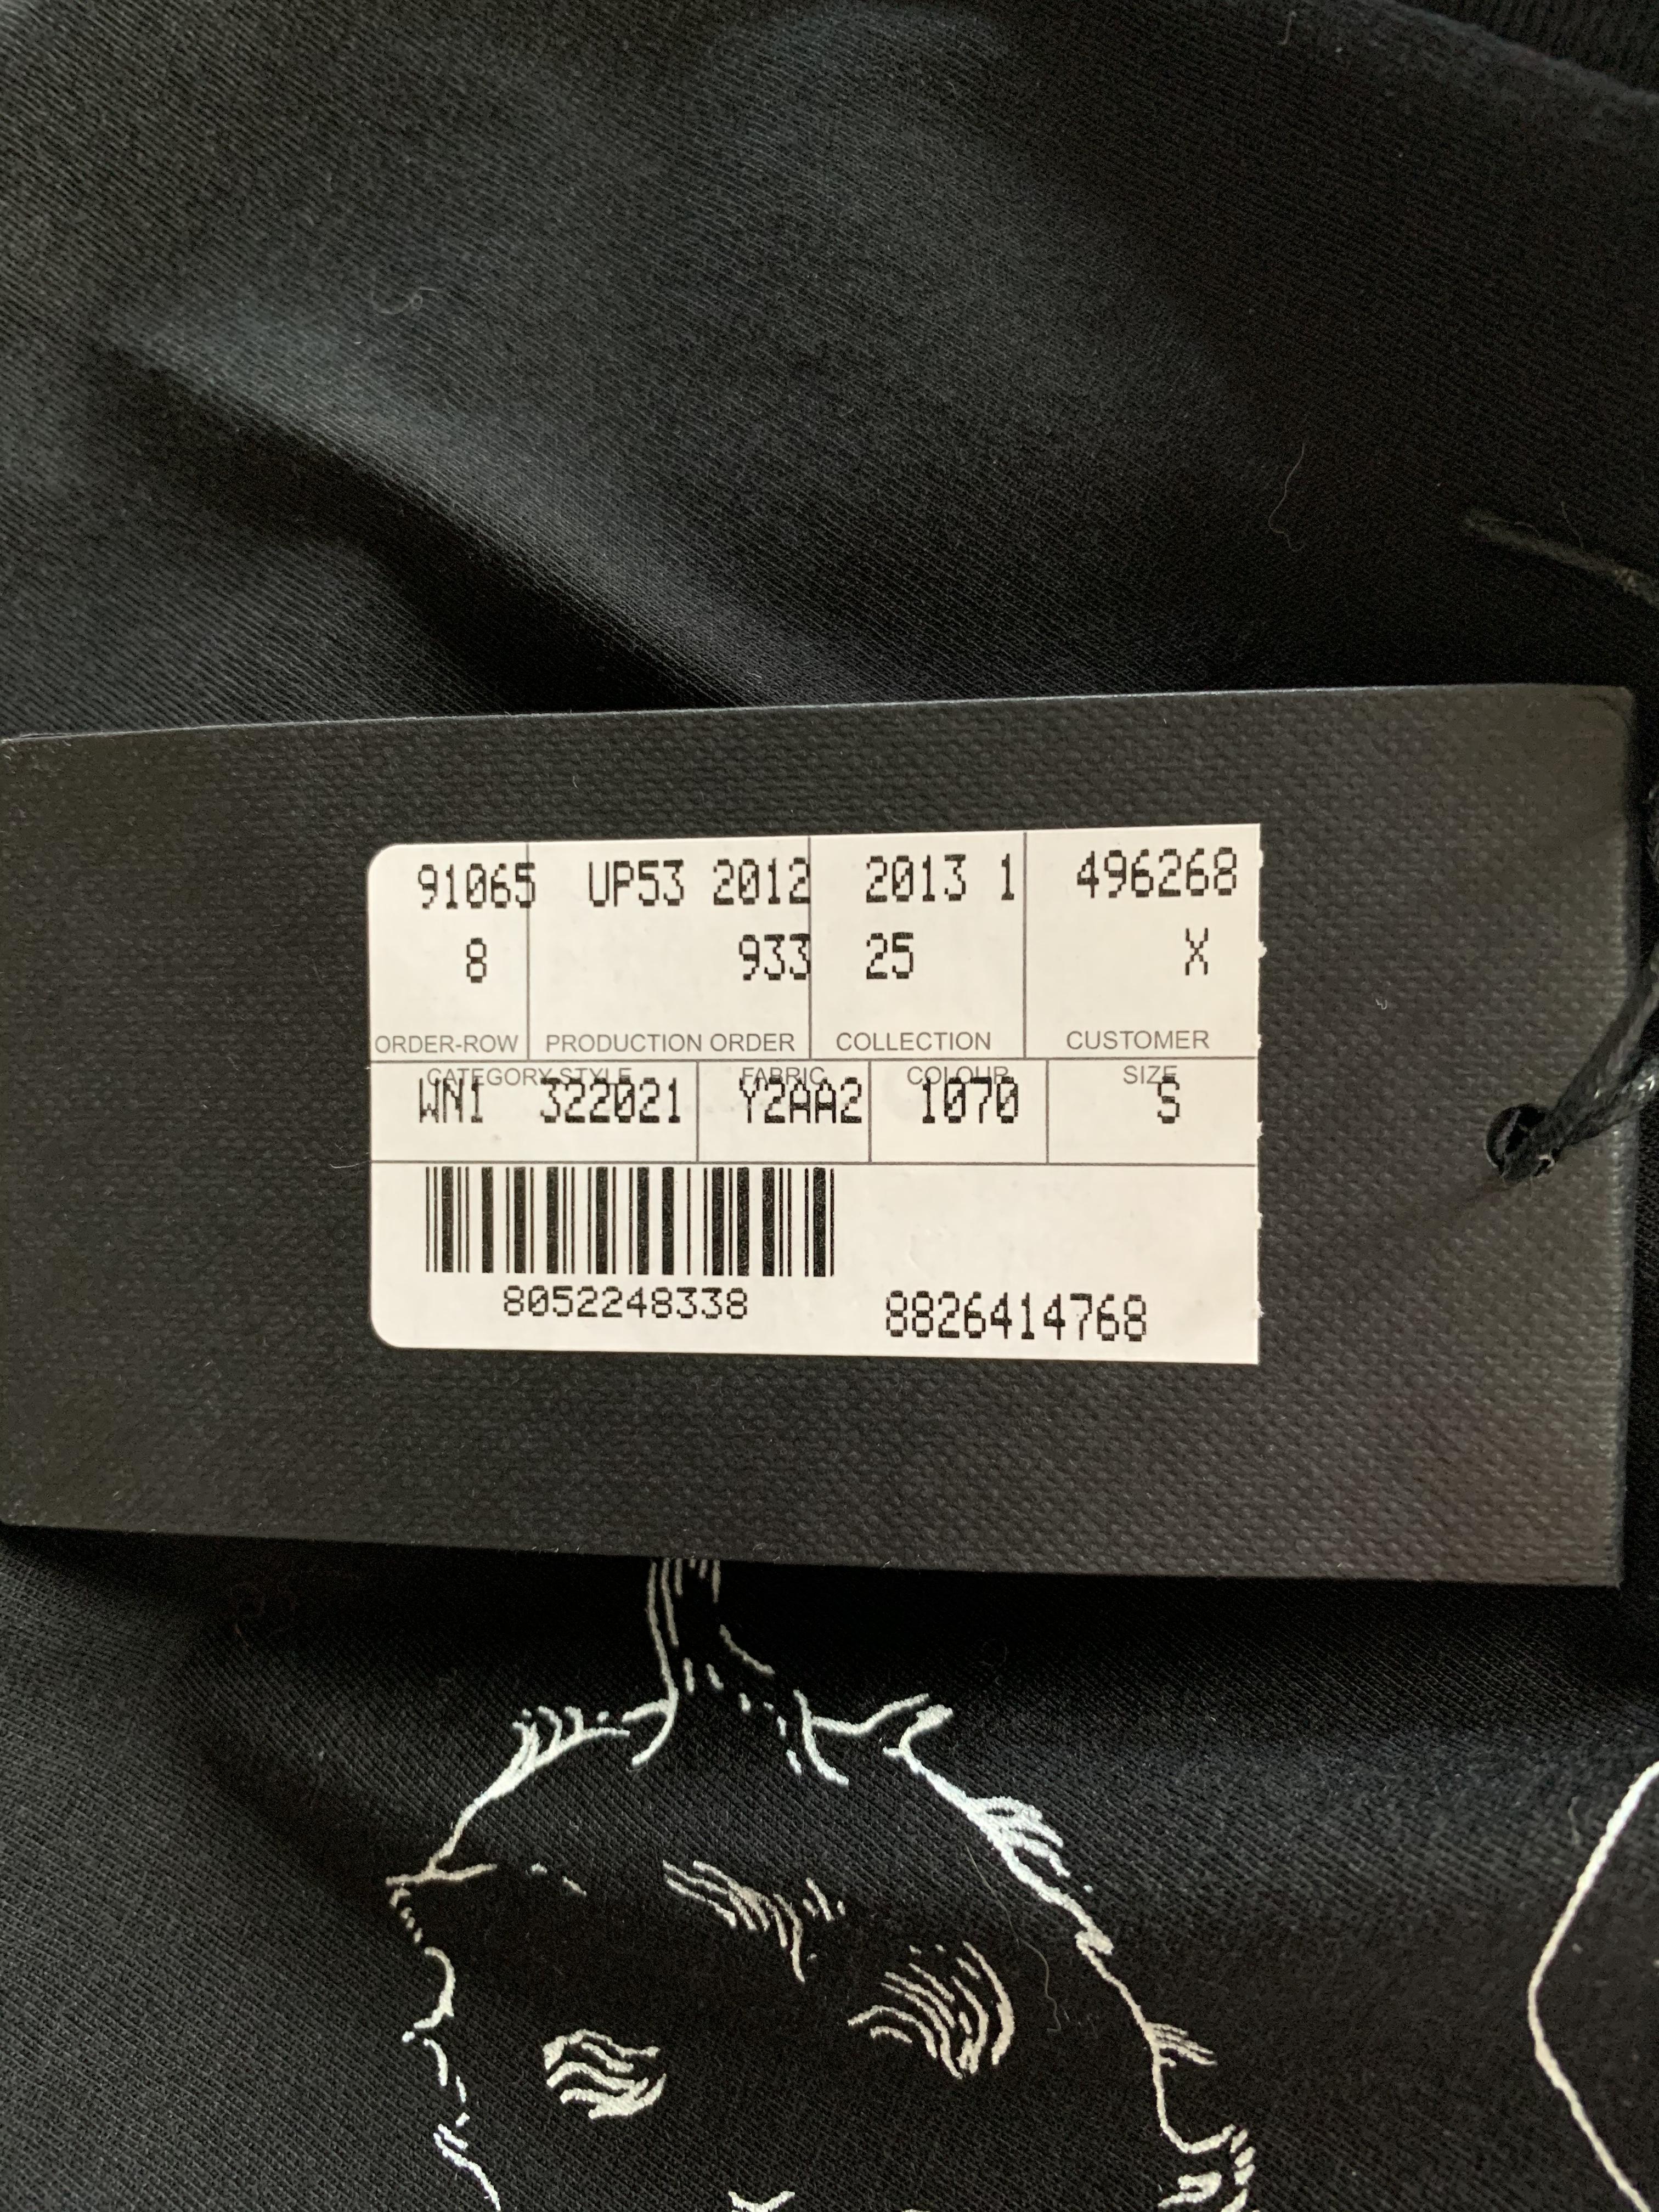 91065 UP53 2012 2013 1 496268
8 933 25 X
ORDER-ROW PRODUCTION ORDER COLLECTION CUSTOMER
CATEGORY STYLE FABRIC COLOUR SIZE
WN1 322021 Y2AA2 1070 S
8052248338 8826414768